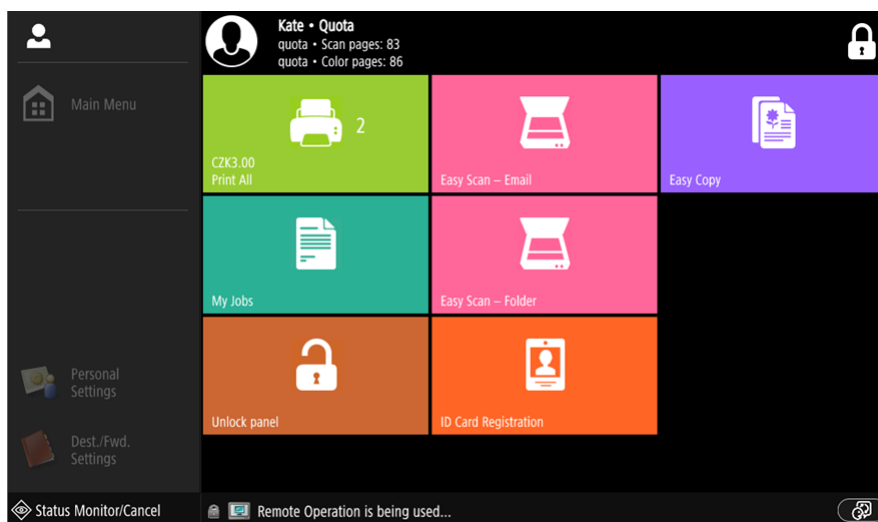 Kate • Quota
quota • Scan pages: 83
quota • Color pages: 86
Main Menu
2
CZK3.00
Print All
Easy Scan – Email
Easy Copy
My Jobs
Easy Scan – Folder
Personal
Settings
Unlock panel
ID Card Registration
Dest./Fwd.
Settings
Status Monitor/Cancel
Remote Operation is being used...